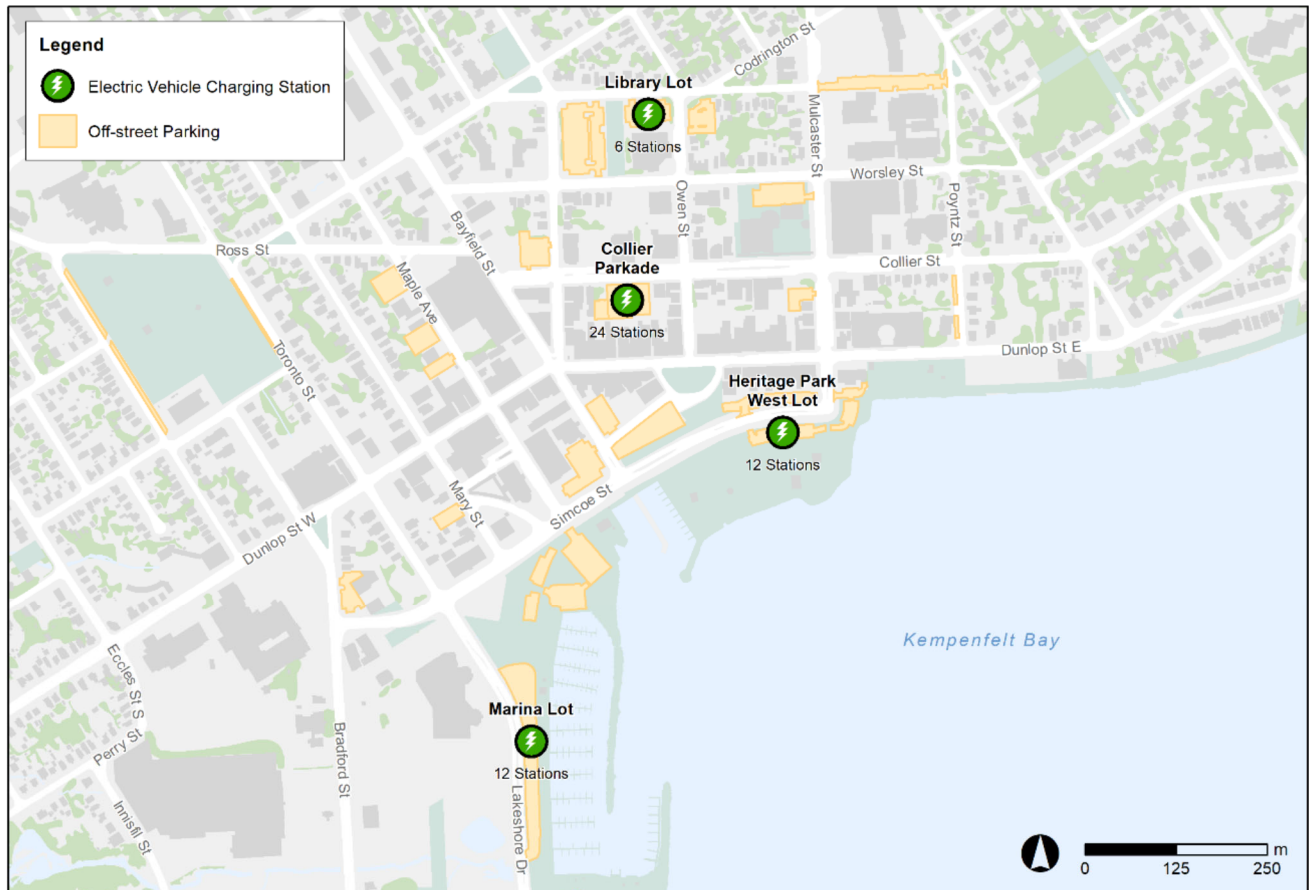 Legend
Electric Vehicle Charging Station
Off-street Parking
Codrington St
Library Lot
6 Stations
Mulcaster St
Worsley St
Owen St
Poyntz St
Bayfield St
Ross St
Collier
Parkade
24 Stations
Collier St
Maple Ave
Toronto St
Dunlop St E
Heritage Park
West Lot
12 Stations
Mary St
Simcoe St
Dunlop St W
Kempenfelt Bay
Eccles St S
Marina Lot
12 Stations
Perry St
Bradford St
Innisfil St
Lakeshore Dr
m
0
125
250